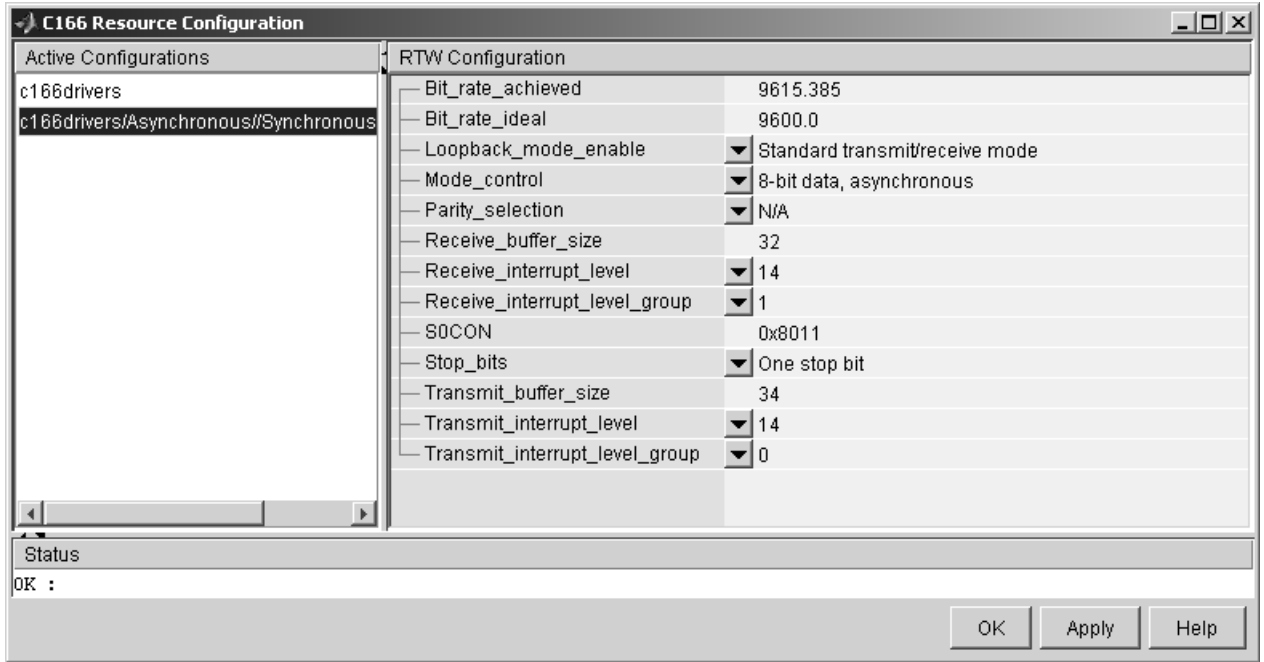 C166 Resource Configuration
Active Configurations
RTW Configuration
c166drivers
c166drivers/Asynchronous//Synchronous
Bit_rate_achieved 9615.385
Bit_rate_ideal 9600.0
Loopback_mode_enable Standard transmit/receive mode
Mode_control 8-bit data, asynchronous
Parity_selection N/A
Receive_buffer_size 32
Receive_interrupt_level 14
Receive_interrupt_level_group 1
S0CON 0x8011
Stop_bits One stop bit
Transmit_buffer_size 34
Transmit_interrupt_level 14
Transmit_interrupt_level_group 0
Status
OK :
OK Apply Help